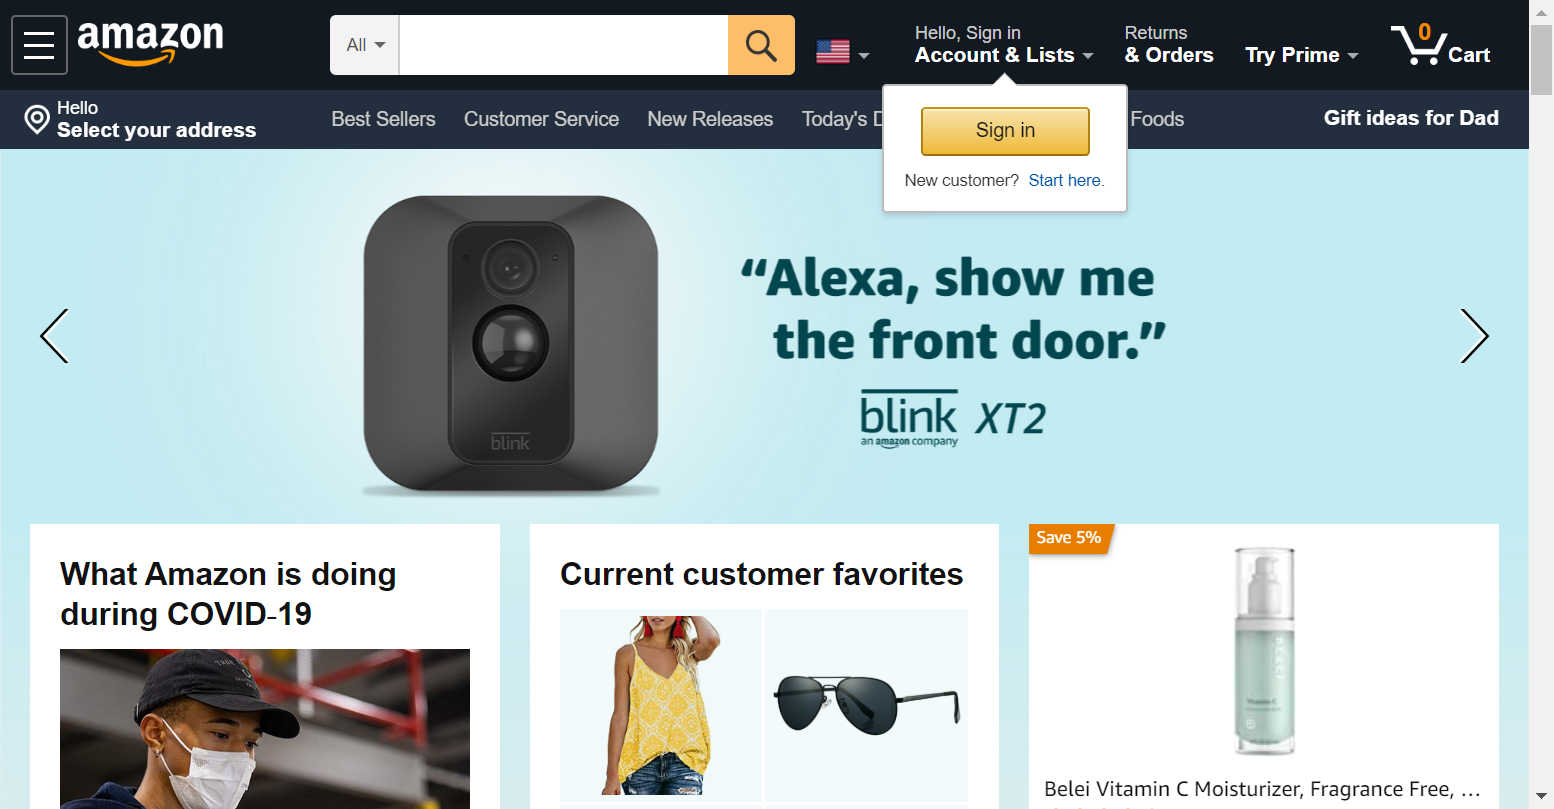 amazon
All
Hello, Sign in
Account & Lists
Returns
& Orders
Try Prime
0
Cart
Hello
Select your address
Best Sellers
Customer Service
New Releases
Today's D
Foods
Gift ideas for Dad
Sign in
New customer? Start here.
“Alexa, show me
the front door.”
blink XT2
an amazon company
blink
What Amazon is doing
during COVID-19
Current customer favorites
Save 5%
Belei Vitamin C Moisturizer, Fragrance Free, ...